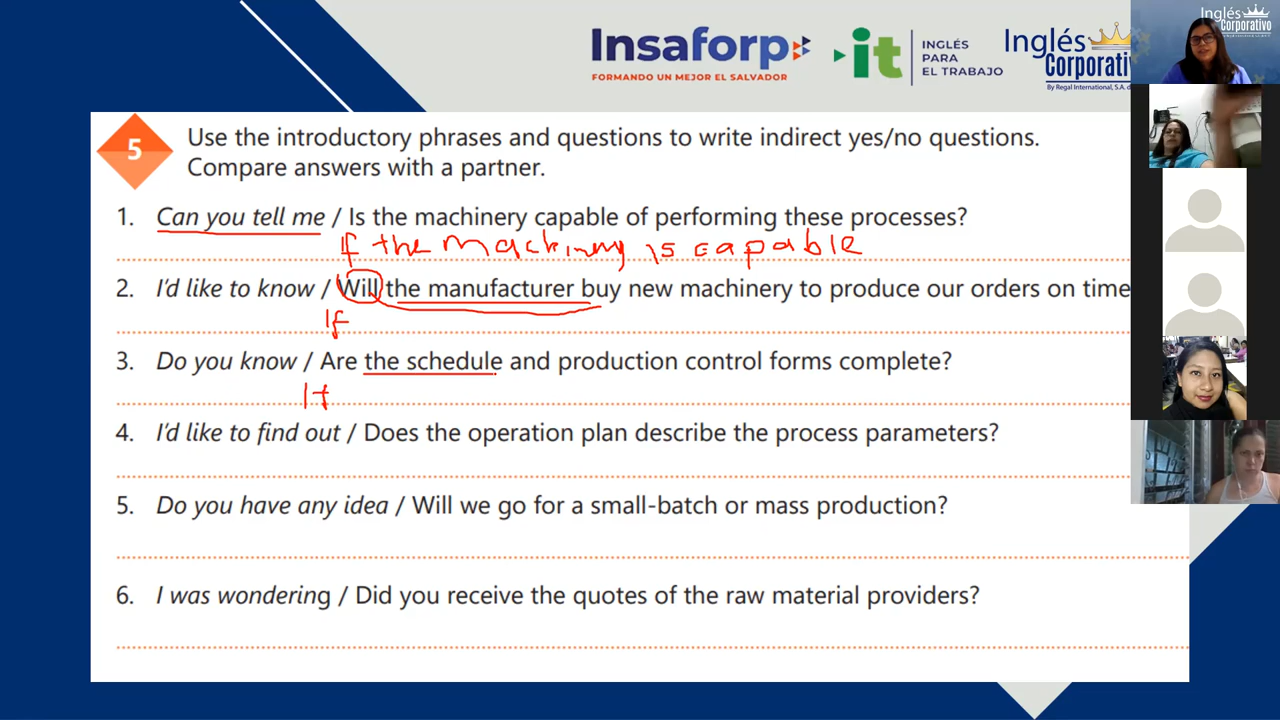 Insaforp
FORMANDO UN MEJOR EL SALVADOR
it
INGLÉS
PARA
EL TRABAJO
Inglés
Corporativ
By Regal International, S.A. d
Inglés
Corporativo
5
Use the introductory phrases and questions to write indirect yes/no questions.
Compare answers with a partner.
1. Can you tell me / Is the machinery capable of performing these processes?
If the machinery is capable
2. I'd like to know / Will the manufacturer buy new machinery to produce our orders on time
If
3. Do you know / Are the schedule and production control forms complete?
If
4. I'd like to find out / Does the operation plan describe the process parameters?
5. Do you have any idea / Will we go for a small-batch or mass production?
6. I was wondering / Did you receive the quotes of the raw material providers?